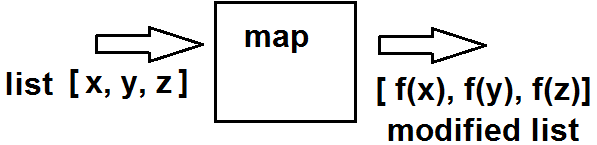 map
list [ x, y, z ]
[ f(x), f(y), f(z)]
modified list